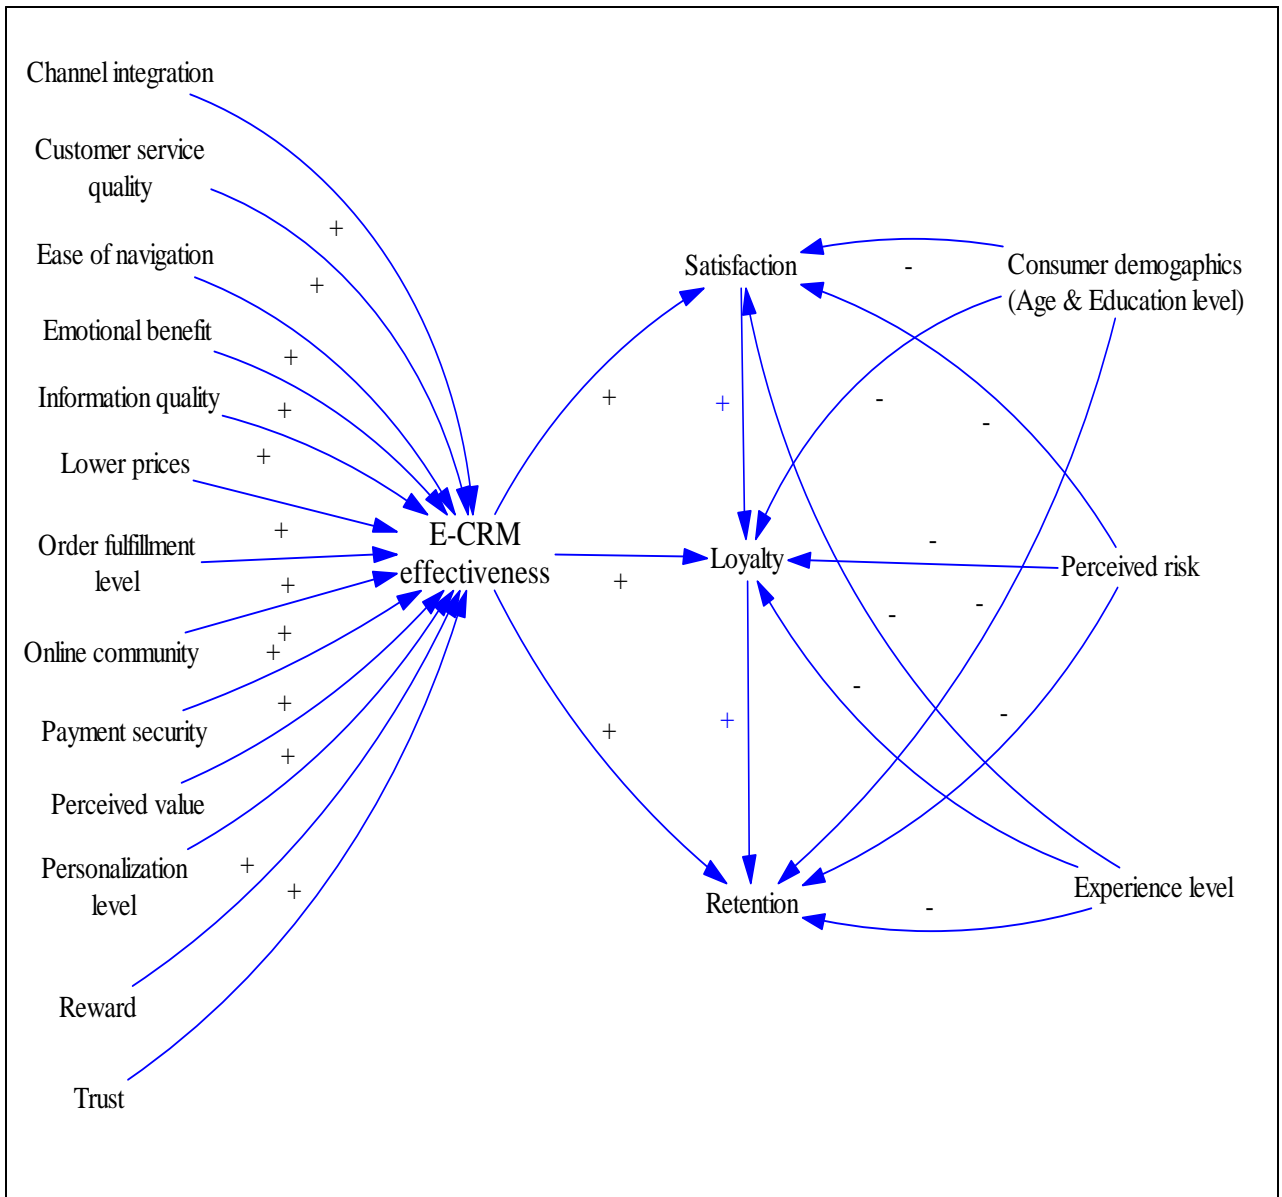 Channel integration
Customer service
quality
Ease of navigation
Emotional benefit
Information quality
Lower prices
Order fulfillment
level
Online community
Payment security
Perceived value
Personalization
level
Reward
Trust
+
+
+
+
+
+
+
+
+
+
+
+
+
E-CRM
effectiveness
+
+
+
Satisfaction
+
Loyalty
+
Retention
-
-
-
-
-
-
-
-
-
Consumer demogaphics
(Age & Education level)
Perceived risk
Experience level